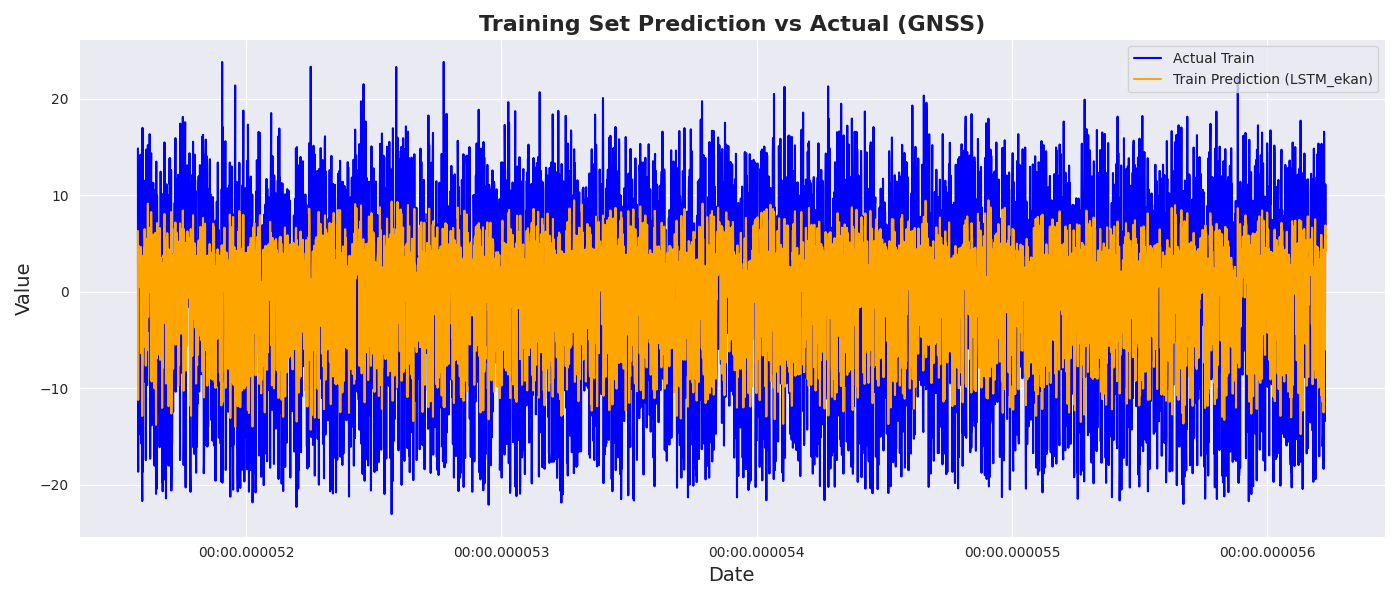 Training Set Prediction vs Actual (GNSS)
Actual Train
Train Prediction (LSTM_ekan)
Value
20
10
0
−10
−20
00:00.000052
00:00.000053
00:00.000054
00:00.000055
00:00.000056
Date